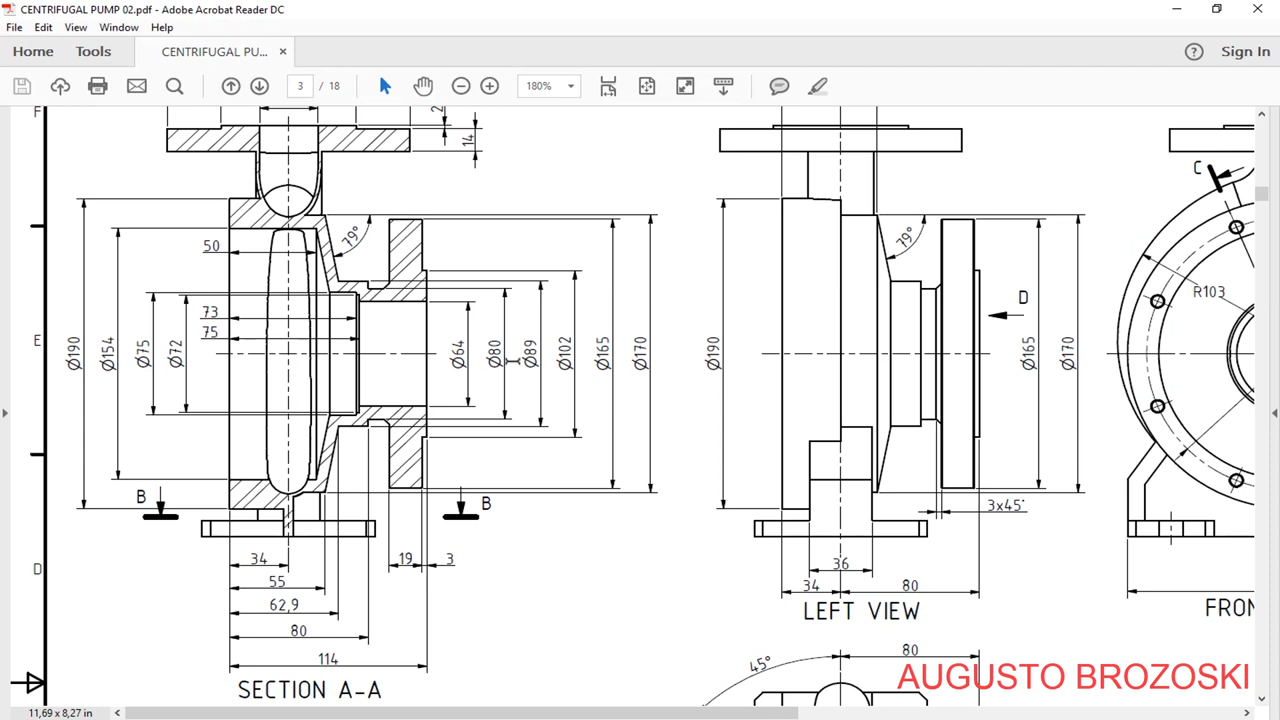 CENTRIFUGAL PUMP 02.pdf - Adobe Acrobat Reader DC
File Edit View Window Help
Home Tools CENTRIFUGAL PU... × ? Sign In
3 / 18 180%
F
2
14
C
79°
79°
50
R103
D
E
73
75
Ø190
Ø154
Ø75
Ø72
Ø64
Ø80
Ø89
Ø102
Ø165
Ø170
Ø190
Ø165
Ø170
B
B
3x45°
34
19
3
36
D
55
34
80
62,9
LEFT VIEW
FRON
80
114
45°
80
SECTION A-A
AUGUSTO BROZOSKI
11,69 x 8,27 in